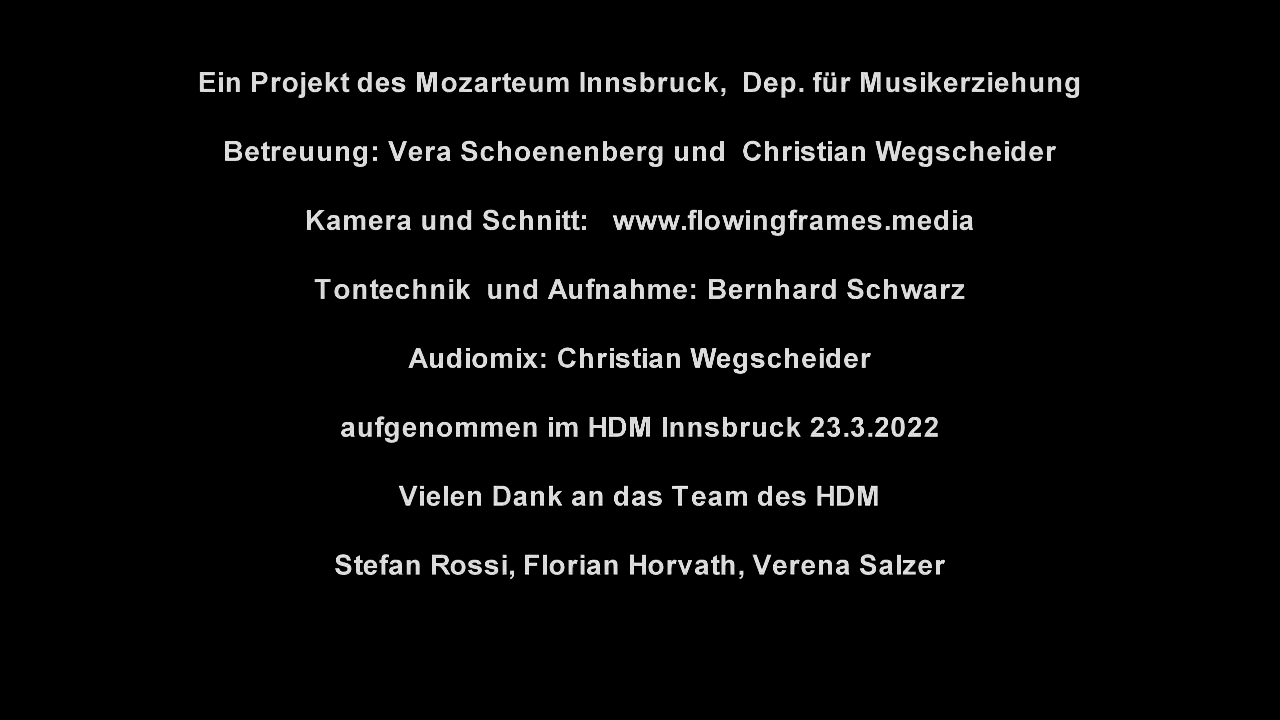 Ein Projekt des Mozarteum Innsbruck,  Dep. für Musikerziehung
Betreuung: Vera Schoenenberg und  Christian Wegscheider
Kamera und Schnitt:   www.flowingframes.media
Tontechnik  und Aufnahme: Bernhard Schwarz
Audiomix: Christian Wegscheider
aufgenommen im HDM Innsbruck 23.3.2022
Vielen Dank an das Team des HDM
Stefan Rossi, Florian Horvath, Verena Salzer